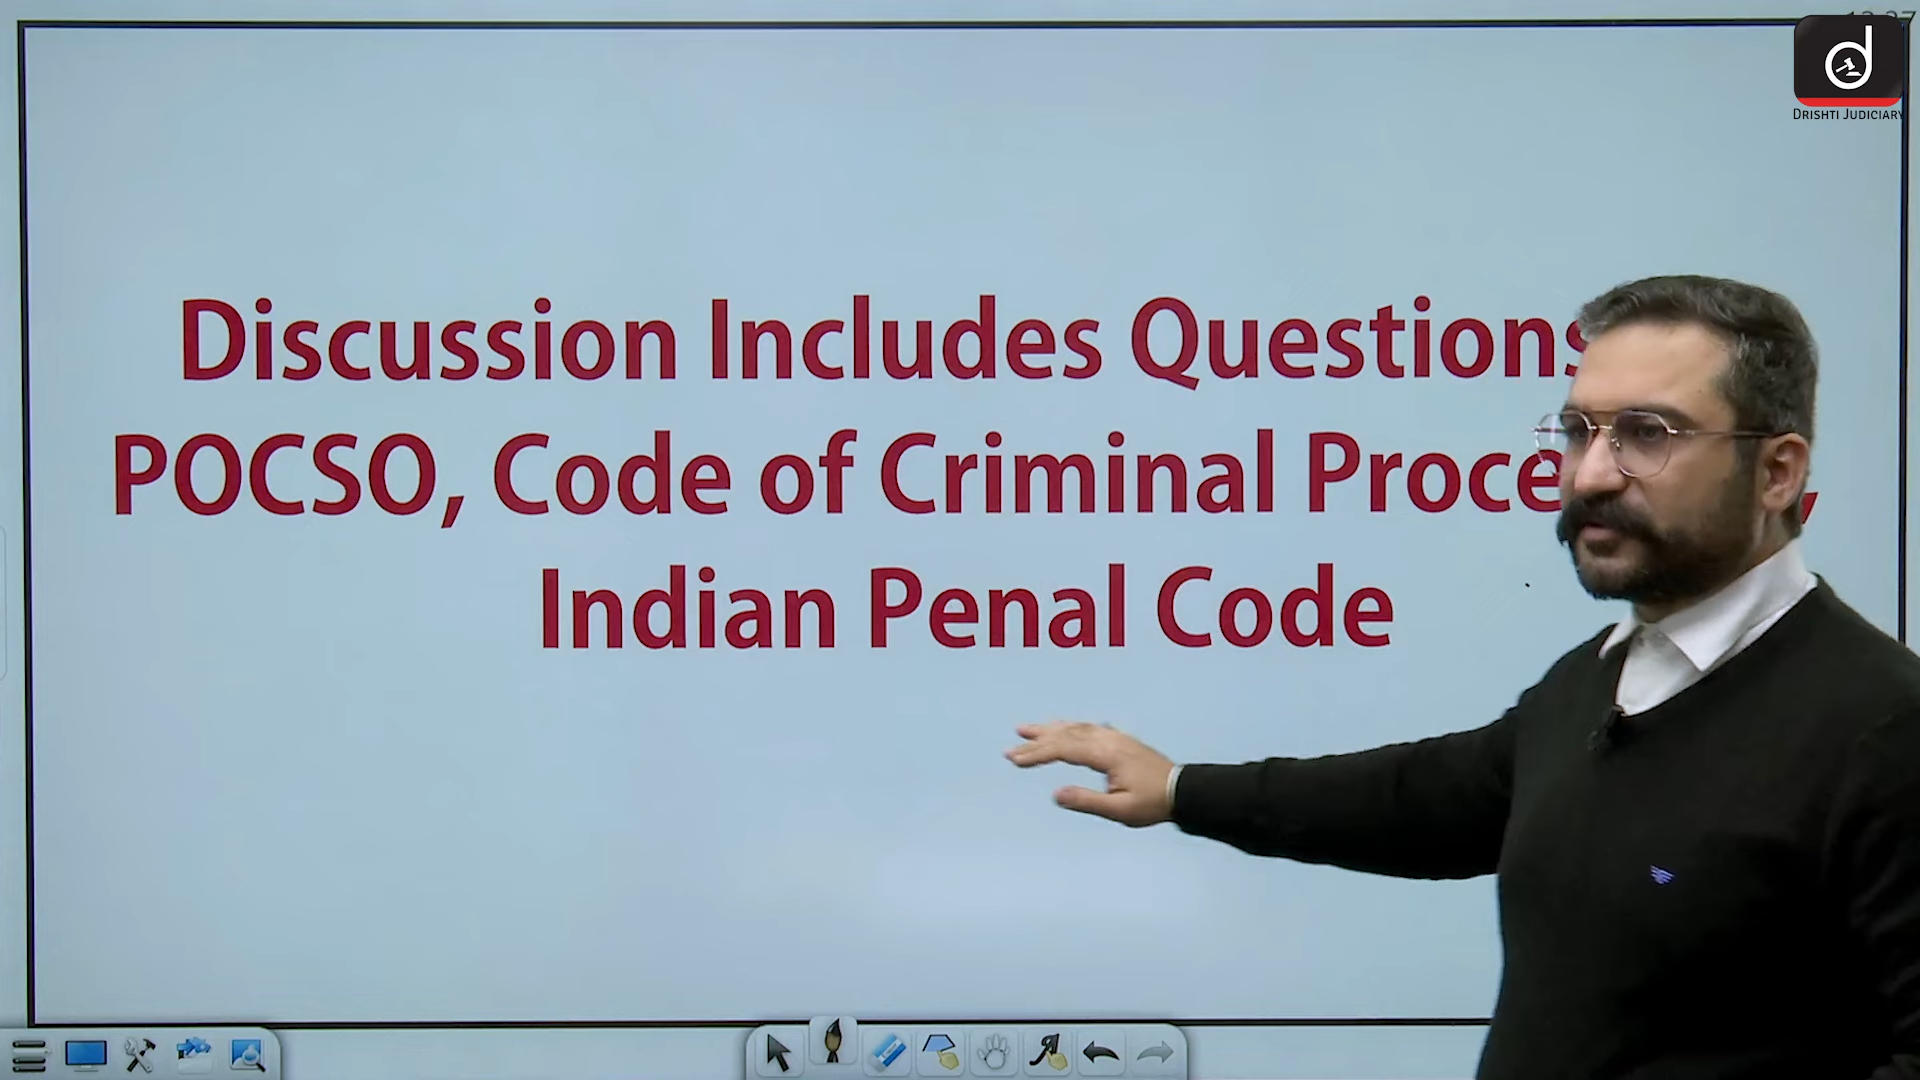 DRISHTI JUDICIARY
Discussion Includes Questions
POCSO, Code of Criminal Proce ,
Indian Penal Code